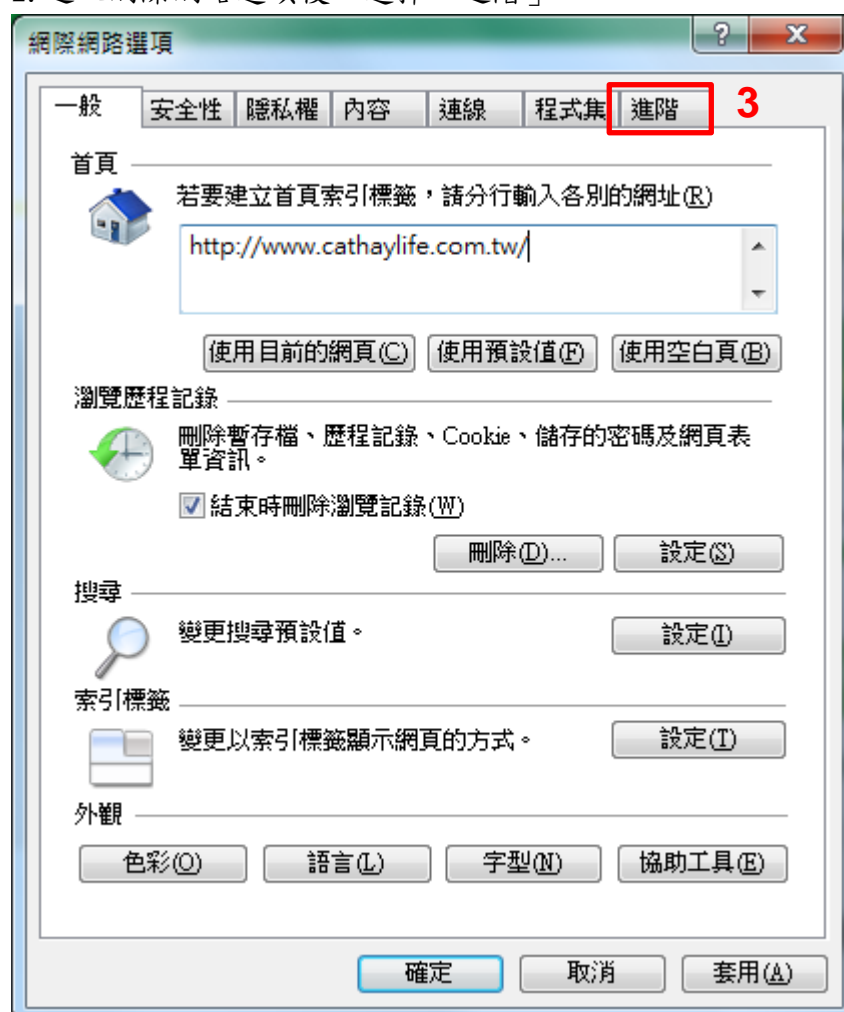 網際網路選項
一般 安全性 隱私權 內容 連線 程式集 進階 3
首頁
若要建立首頁索引標籤，請分行輸入各別的網址(R)
http://www.cathaylife.com.tw/
使用目前的網頁(C) 使用預設值(F) 使用空白頁(B)
瀏覽歷程記錄
刪除暫存檔、歷程記錄、Cookie、儲存的密碼及網頁表
單資訊。
結束時刪除瀏覽記錄(W)
刪除(D)... 設定(S)
搜尋
變更搜尋預設值。 設定(I)
索引標籤
變更以索引標籤顯示網頁的方式。 設定(T)
外觀
色彩(O) 語言(L) 字型(N) 協助工具(E)
確定 取消 套用(A)